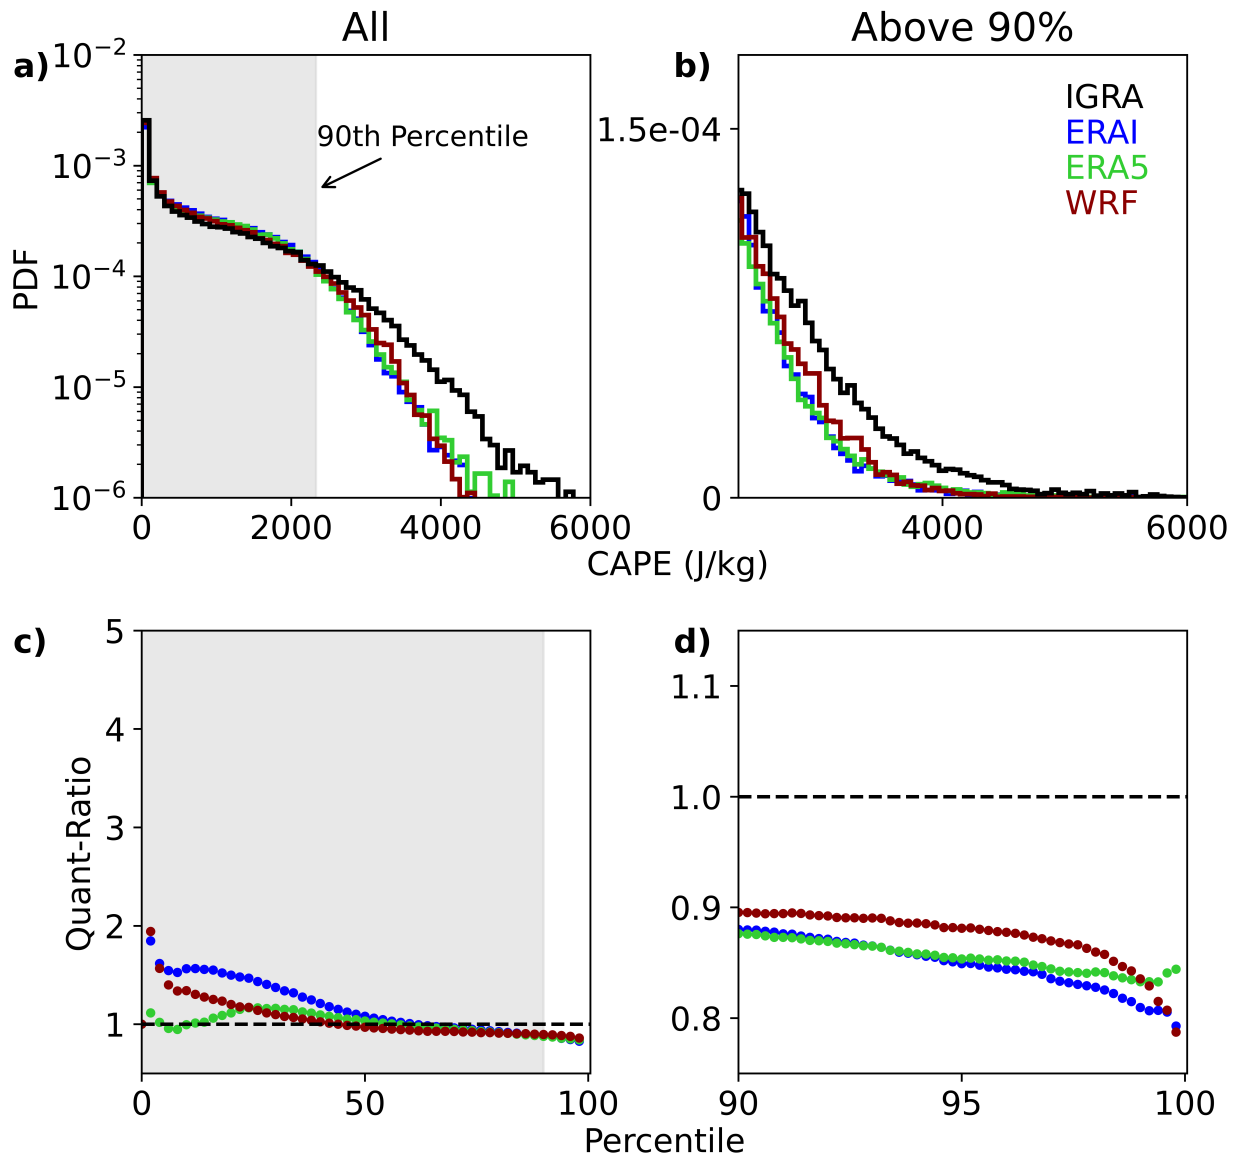 All
Above 90%
a)
b)
10−2
10−3
10−4
10−5
10−6
PDF
90th Percentile
1.5e-04
0
IGRA
ERAI
ERA5
WRF
0 2000 4000 6000
4000 6000
CAPE (J/kg)
c)
d)
5
4
3
2
1
Quant-Ratio
1.1
1.0
0.9
0.8
0 50 100
90 95 100
Percentile